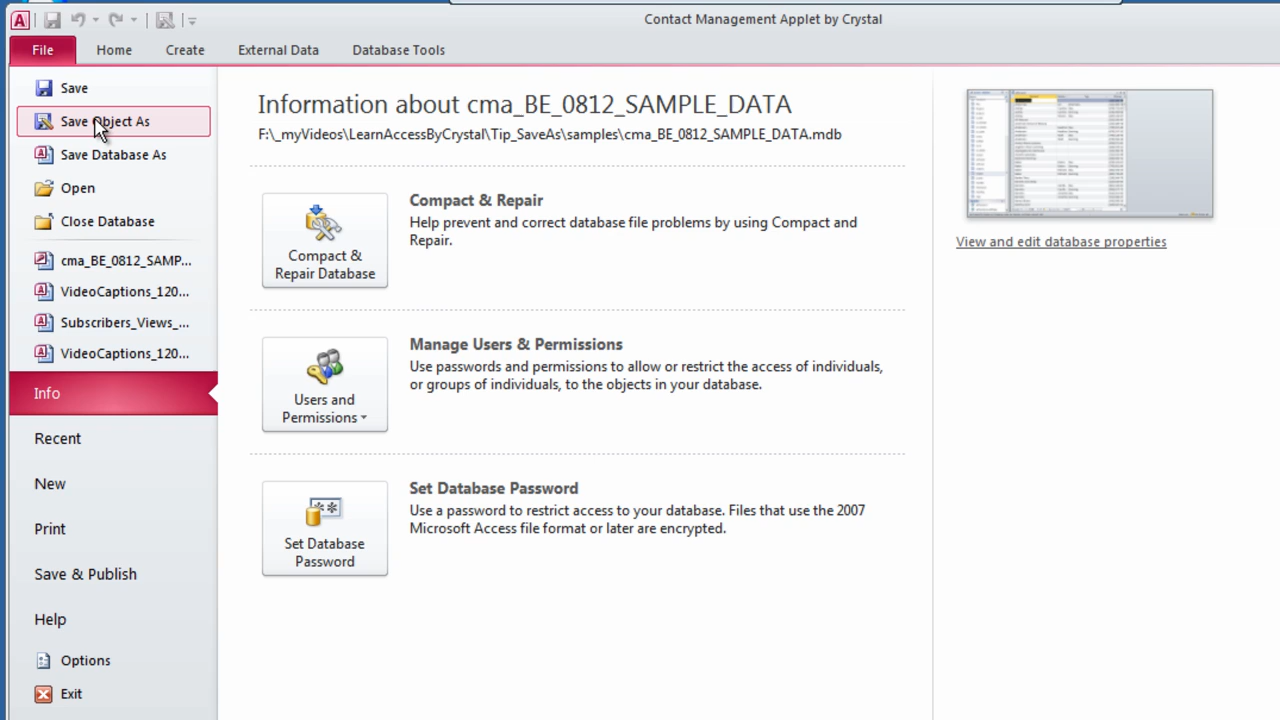 Contact Management Applet by Crystal
File
Home
Create
External Data
Database Tools
Save
Save Object As
Save Database As
Open
Close Database
cma_BE_0812_SAMP...
VideoCaptions_120...
Subscribers_Views_...
VideoCaptions_120...
Info
Recent
New
Print
Save & Publish
Help
Options
Exit
Information about cma_BE_0812_SAMPLE_DATA
F:\_myVideos\LearnAccessByCrystal\Tip_SaveAs\samples\cma_BE_0812_SAMPLE_DATA.mdb
Compact &
Repair Database
Compact & Repair
Help prevent and correct database file problems by using Compact and
Repair.
Users and
Permissions
Manage Users & Permissions
Use passwords and permissions to allow or restrict the access of individuals,
or groups of individuals, to the objects in your database.
Set Database
Password
Set Database Password
Use a password to restrict access to your database. Files that use the 2007
Microsoft Access file format or later are encrypted.
View and edit database properties